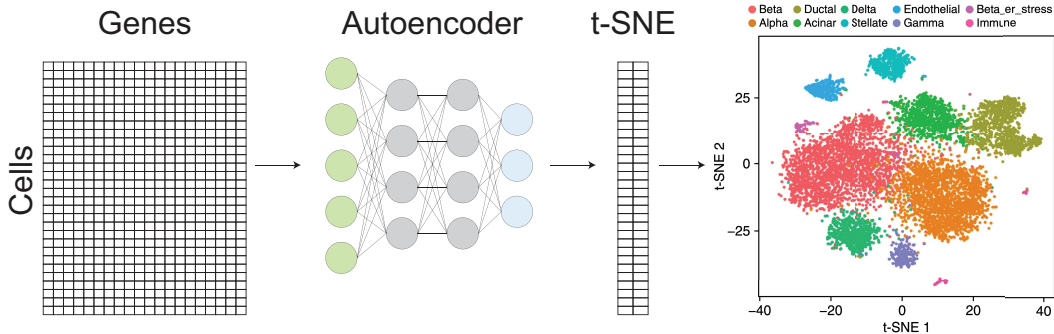 Genes
Autoencoder
t-SNE
Cells
Beta Ductal Delta Endothelial Beta_er_stress
Alpha Acinar Stellate Gamma Immune
25
0
−25
t-SNE 2
−40 −20 0 20 40
t-SNE 1